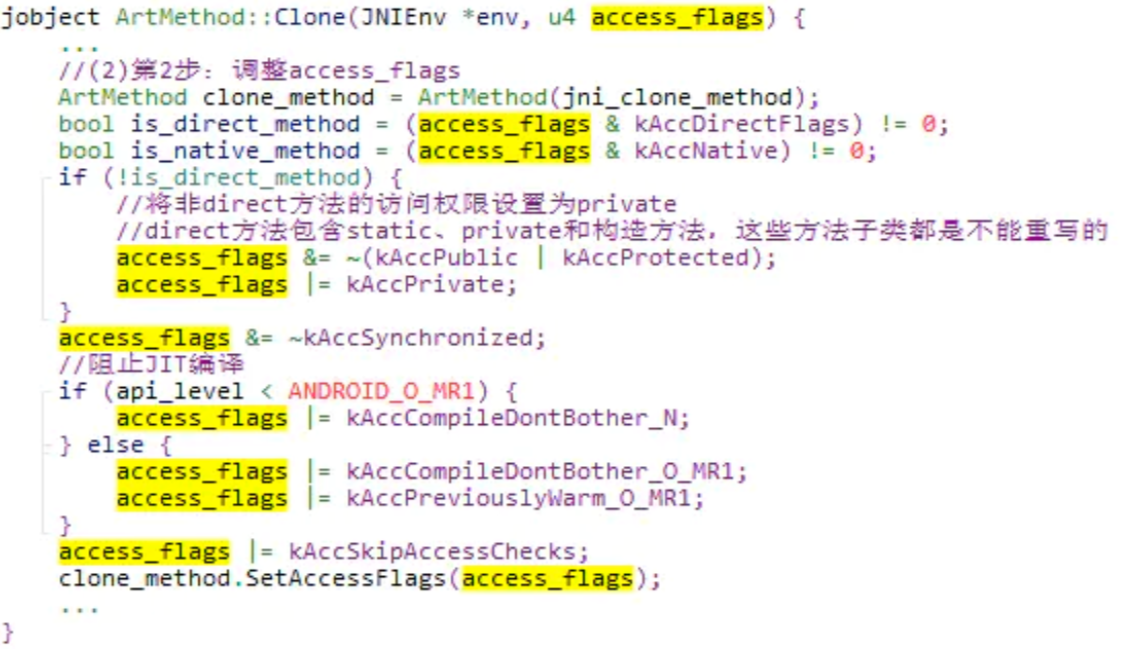 jobject ArtMethod::Clone(JNIEnv *env, u4 access_flags) {
    ...
    //(2)第2步：调整access_flags
    ArtMethod clone_method = ArtMethod(jni_clone_method);
    bool is_direct_method = (access_flags & kAccDirectFlags) != 0;
    bool is_native_method = (access_flags & kAccNative) != 0;
    if (!is_direct_method) {
        //将非direct方法的访问权限设置为private
        //direct方法包含static、private和构造方法，这些方法子类都是不能重写的
        access_flags &= ~(kAccPublic | kAccProtected);
        access_flags |= kAccPrivate;
    }
    access_flags &= ~kAccSynchronized;
    //阻止JIT编译
    if (api_level < ANDROID_O_MR1) {
        access_flags |= kAccCompileDontBother_N;
    } else {
        access_flags |= kAccCompileDontBother_O_MR1;
        access_flags |= kAccPreviouslyWarm_O_MR1;
    }
    access_flags |= kAccSkipAccessChecks;
    clone_method.SetAccessFlags(access_flags);
    ...
}